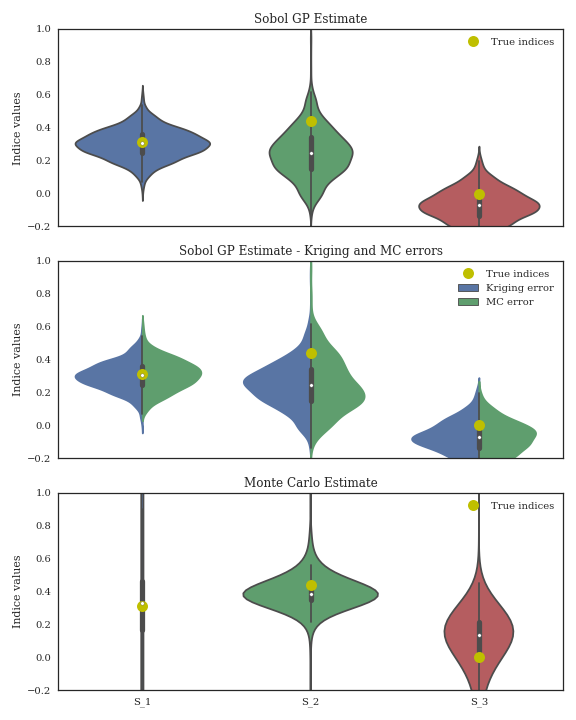 Sobol GP Estimate
1.0
0.8
0.6
0.4
0.2
0.0
−0.2
Indice values
True indices
Sobol GP Estimate - Kriging and MC errors
1.0
0.8
0.6
0.4
0.2
0.0
−0.2
Indice values
True indices
Kriging error
MC error
Monte Carlo Estimate
1.0
0.8
0.6
0.4
0.2
0.0
−0.2
Indice values
True indices
S_1 S_2 S_3